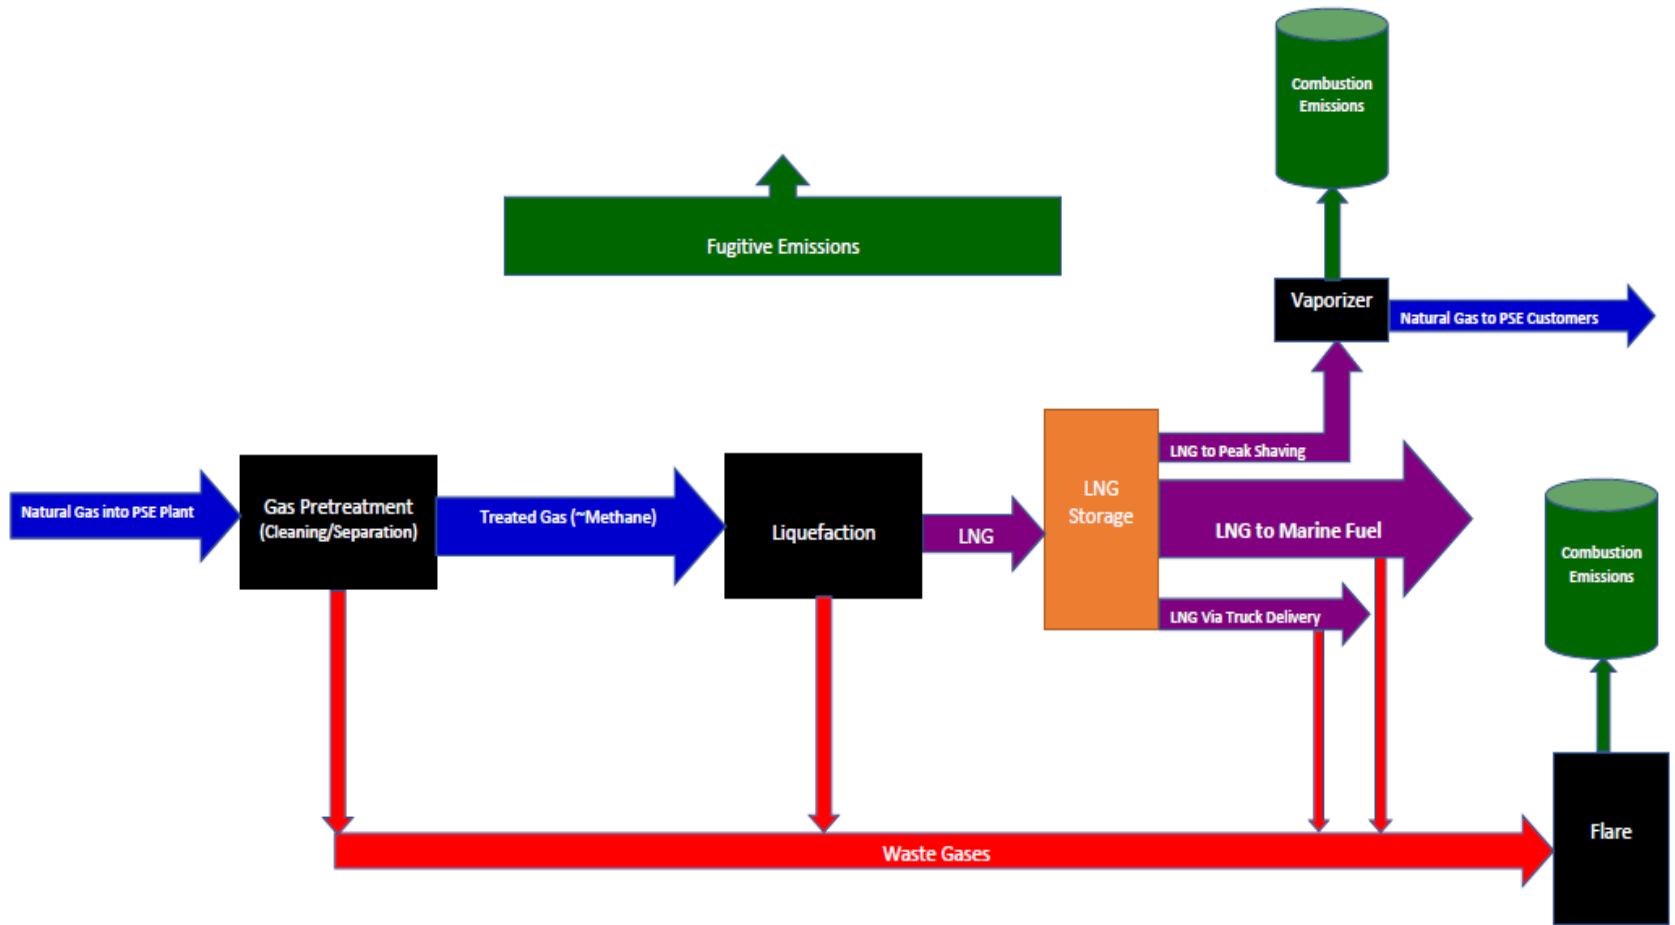 Combustion
Emissions
Fugitive Emissions
Vaporizer
Natural Gas to PSE Customers
LNG to Peak Shaving
Natural Gas into PSE Plant
Gas Pretreatment
(Cleaning/Separation)
Treated Gas (~Methane)
Liquefaction
LNG
LNG
Storage
LNG to Marine Fuel
Combustion
Emissions
LNG Via Truck Delivery
Waste Gases
Flare